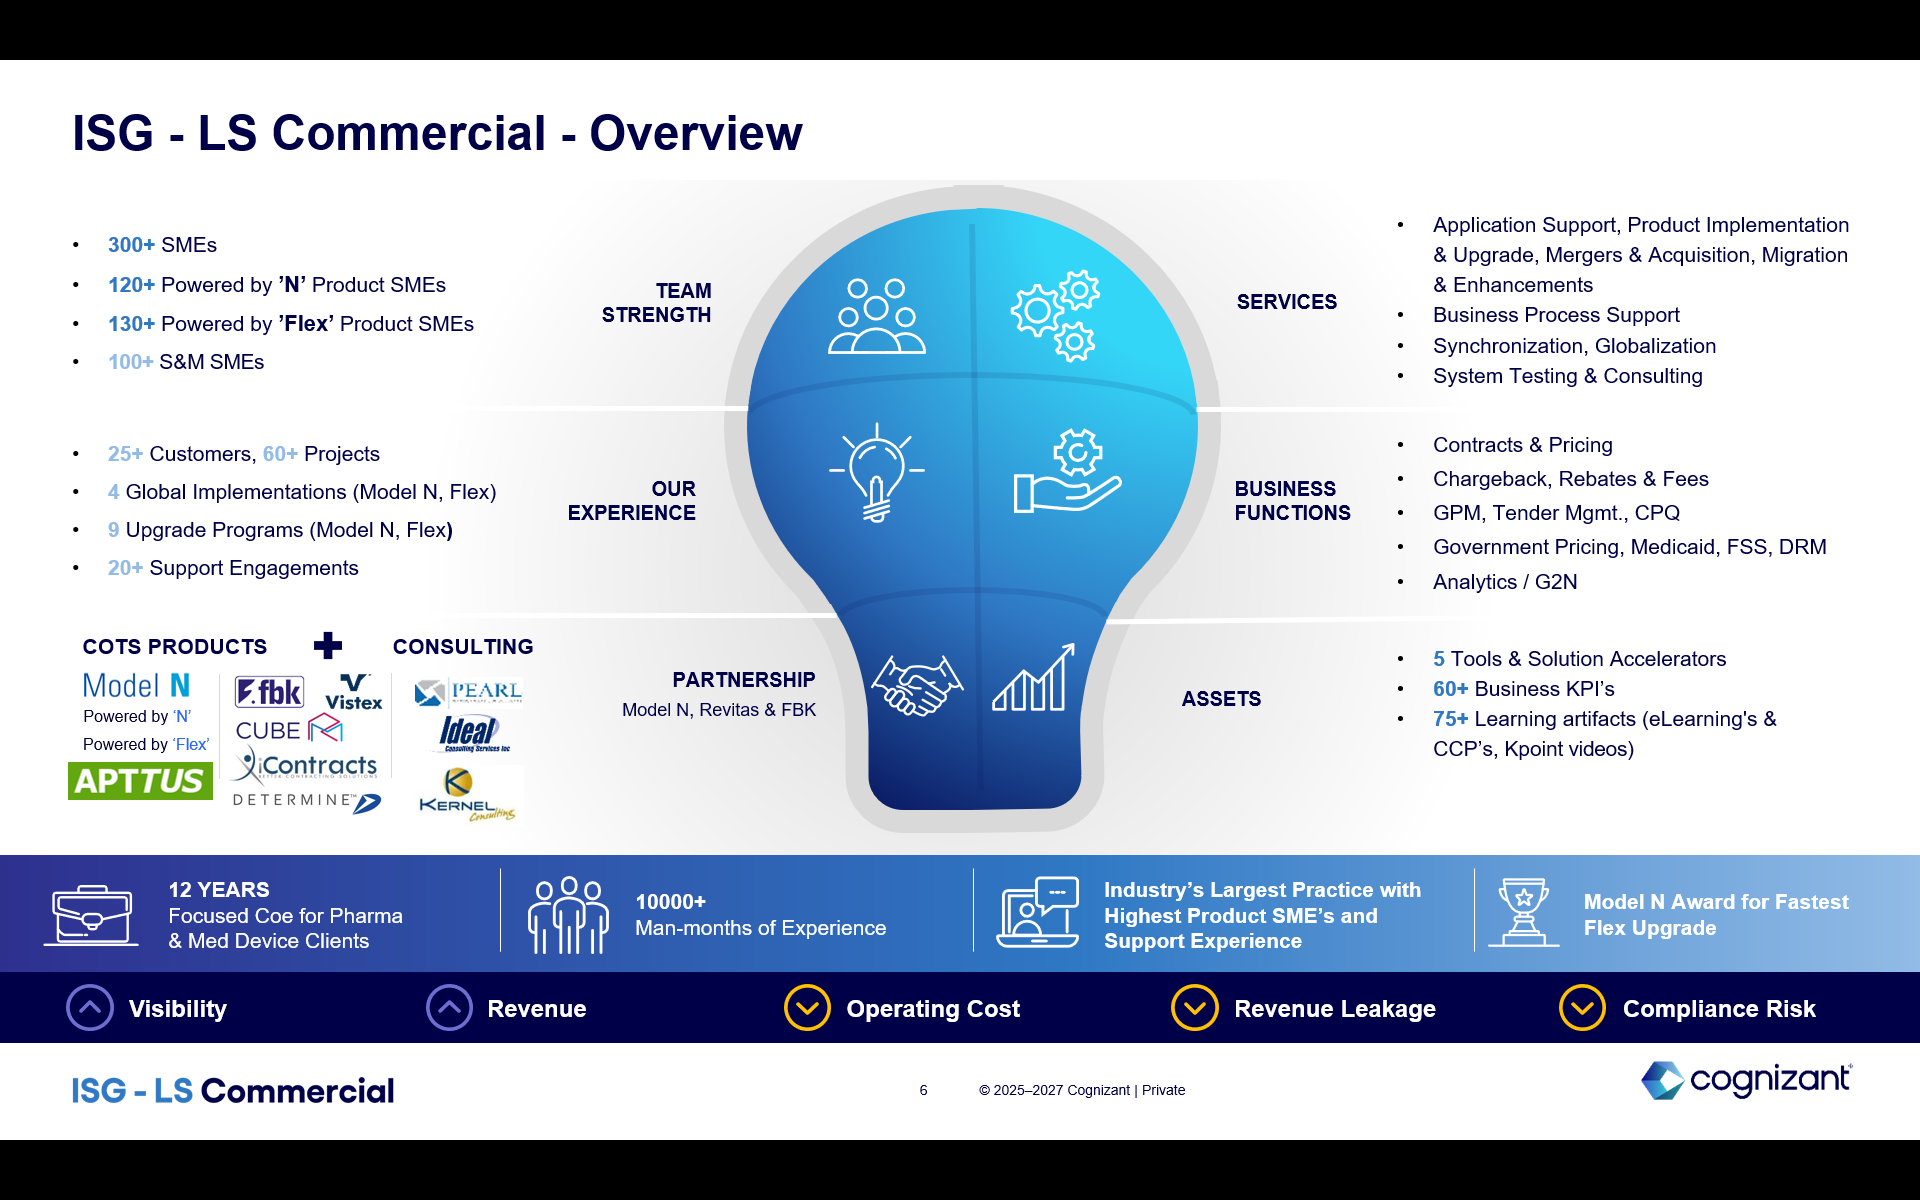 ISG - LS Commercial - Overview
• 300+ SMEs
• 120+ Powered by ’N’ Product SMEs
• 130+ Powered by ’Flex’ Product SMEs
• 100+ S&M SMEs
TEAM
STRENGTH
SERVICES
• Application Support, Product Implementation
& Upgrade, Mergers & Acquisition, Migration
& Enhancements
• Business Process Support
• Synchronization, Globalization
• System Testing & Consulting
• 25+ Customers, 60+ Projects
• 4 Global Implementations (Model N, Flex)
• 9 Upgrade Programs (Model N, Flex)
• 20+ Support Engagements
OUR
EXPERIENCE
BUSINESS
FUNCTIONS
• Contracts & Pricing
• Chargeback, Rebates & Fees
• GPM, Tender Mgmt., CPQ
• Government Pricing, Medicaid, FSS, DRM
• Analytics / G2N
COTS PRODUCTS
CONSULTING
Model N
Powered by ‘N’
Powered by ‘Flex’
APTTUS
fbk
Vistex
CUBE M
iContracts
BETTER CONTRACTING SOLUTIONS
DETERMINE™
PEARL
Ideal
Consulting Services Inc
KERNEL
Consulting
PARTNERSHIP
Model N, Revitas & FBK
ASSETS
• 5 Tools & Solution Accelerators
• 60+ Business KPI’s
• 75+ Learning artifacts (eLearning's &
CCP’s, Kpoint videos)
12 YEARS
Focused Coe for Pharma
& Med Device Clients
10000+
Man-months of Experience
Industry’s Largest Practice with
Highest Product SME’s and
Support Experience
Model N Award for Fastest
Flex Upgrade
Visibility
Revenue
Operating Cost
Revenue Leakage
Compliance Risk
ISG - LS Commercial
6
© 2025–2027 Cognizant | Private
cognizant